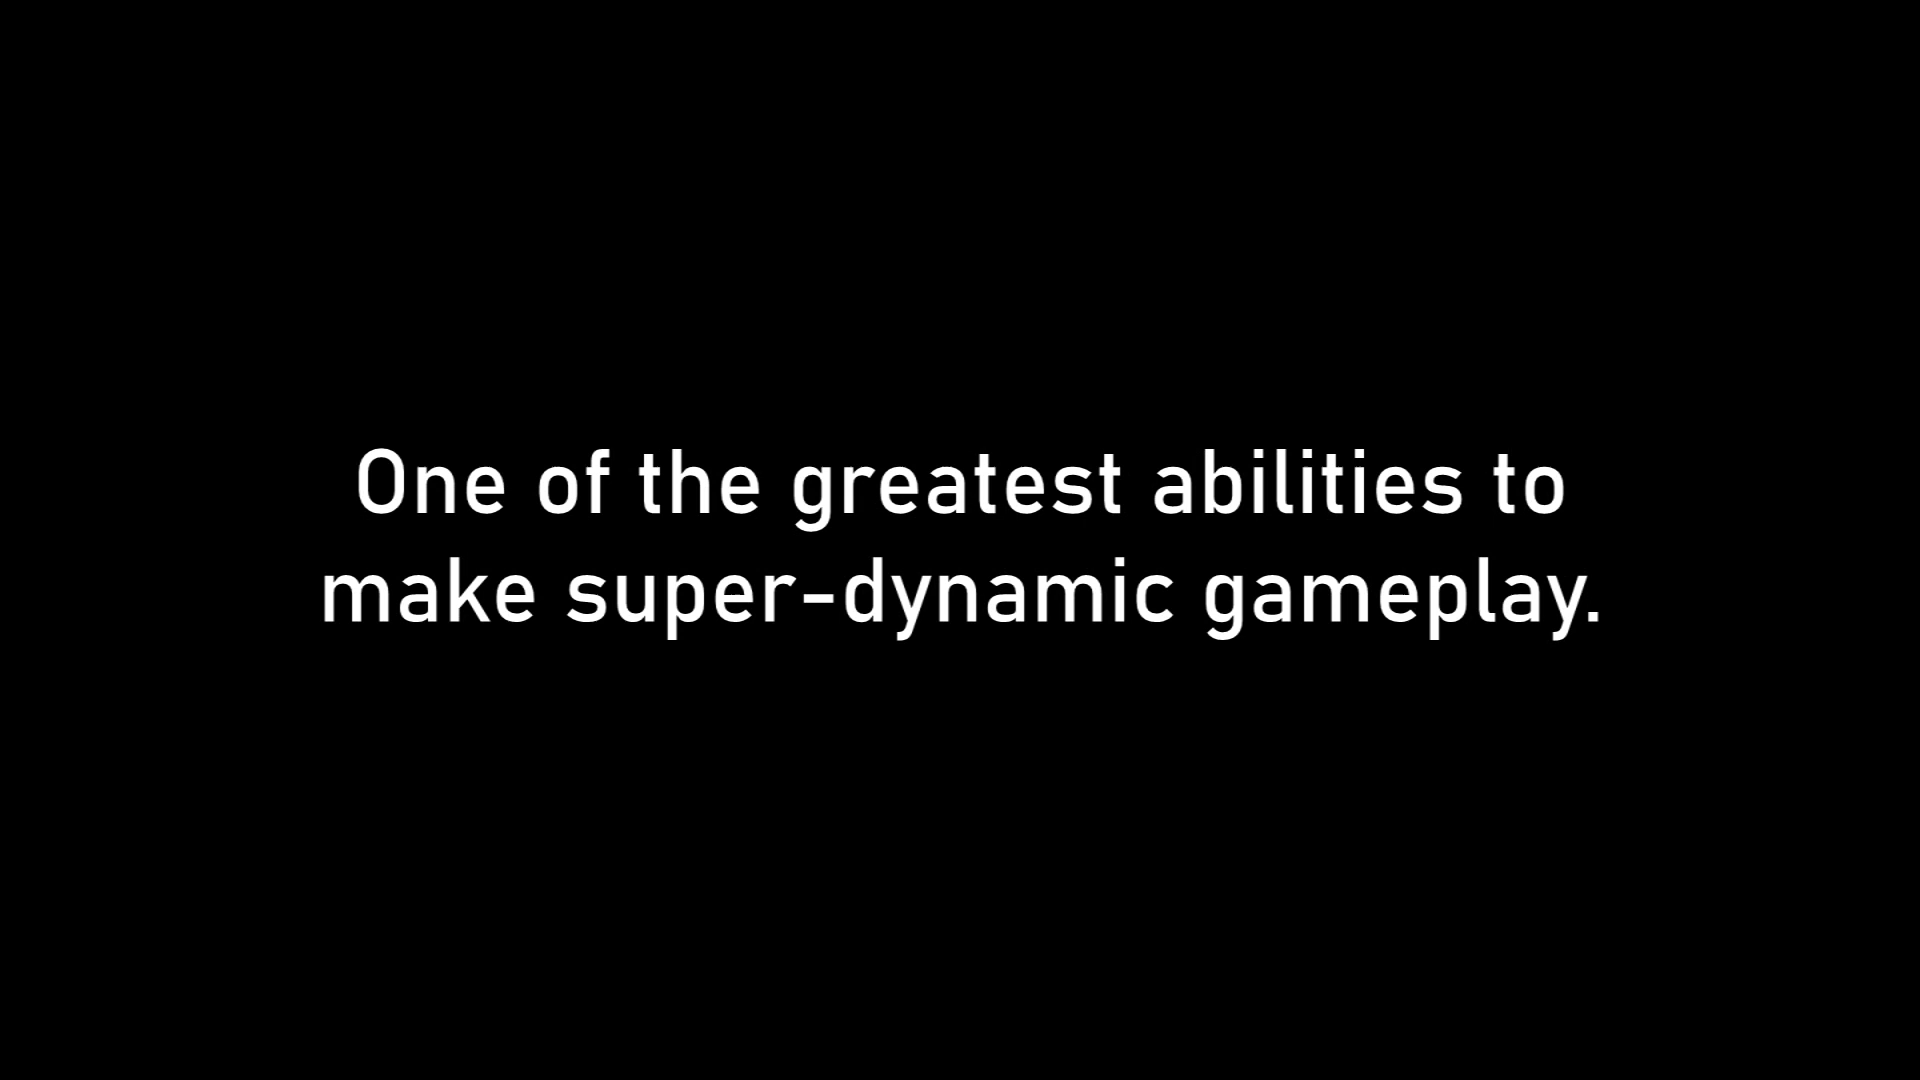 One of the greatest abilities to
make super-dynamic gameplay.